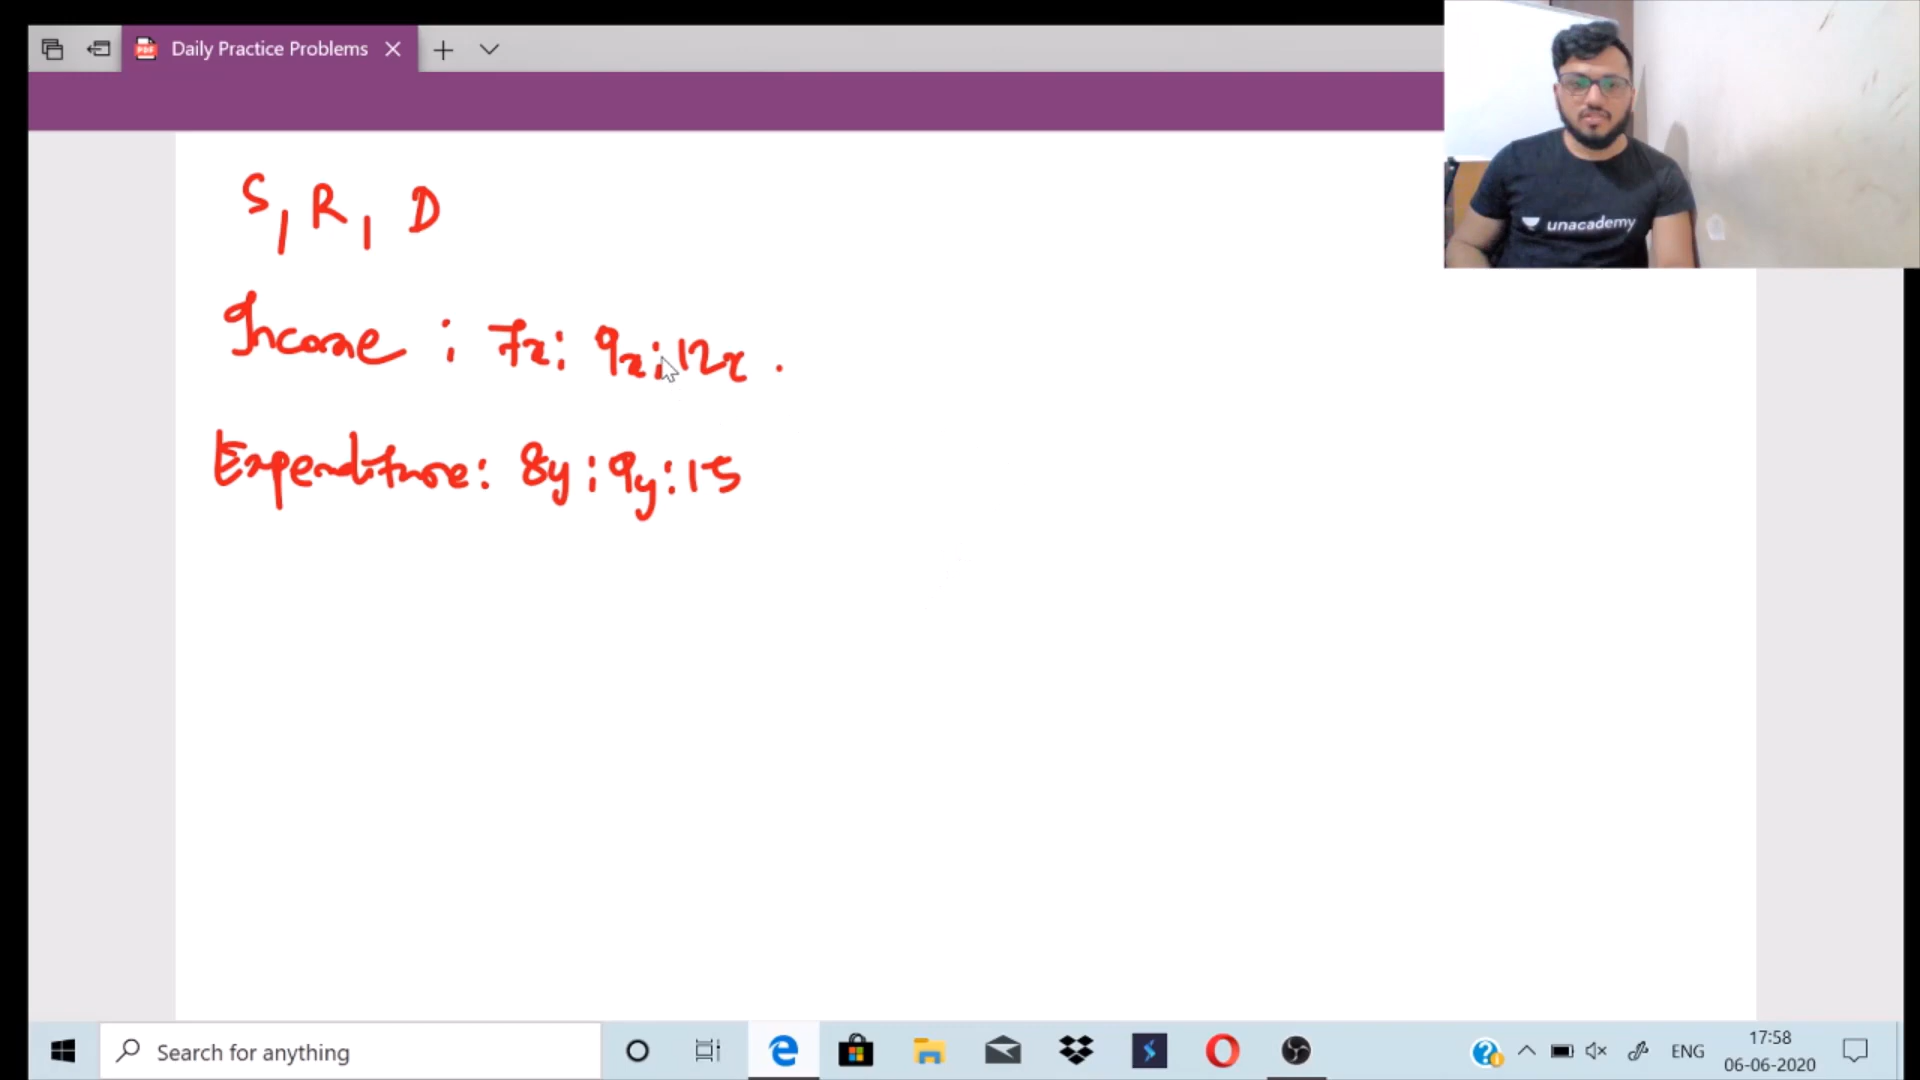 Daily Practice Problems
unacademy
S, R, D
Income : 7x : 9x : 12x .
Expenditure : 8y : 9y : 15
Search for anything
ENG
17:58
06-06-2020